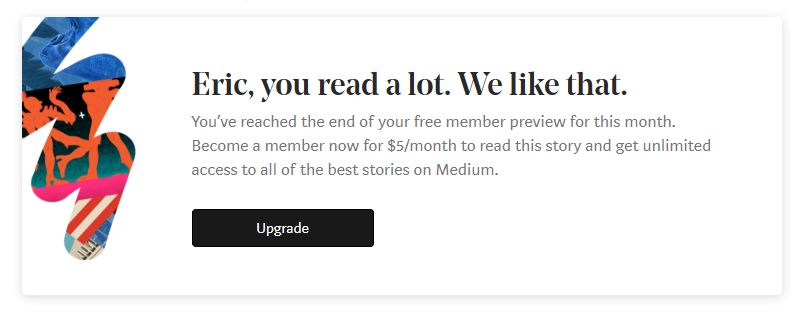 Eric, you read a lot. We like that.
You’ve reached the end of your free member preview for this month.
Become a member now for $5/month to read this story and get unlimited
access to all of the best stories on Medium.
Upgrade